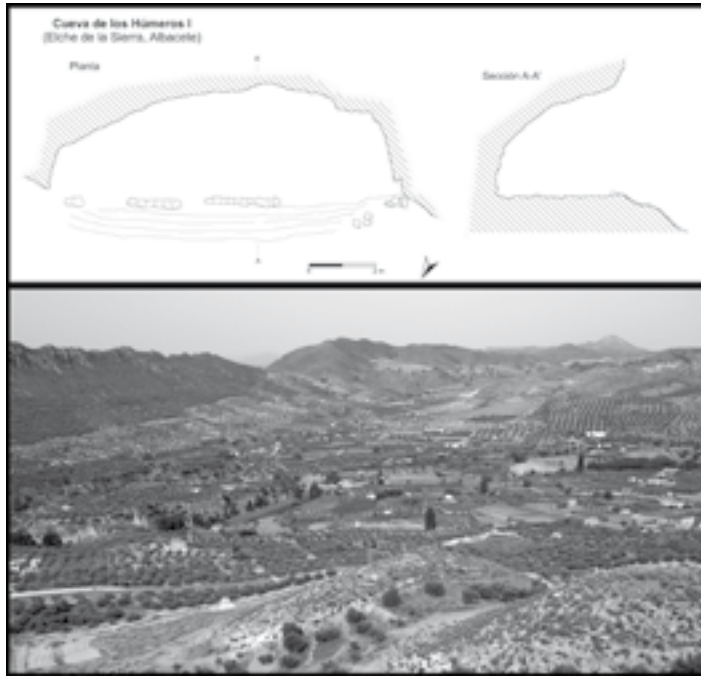 Cueva de los Húmeros I
(Elche de la Sierra, Albacete)
Planta
Sección A-A'